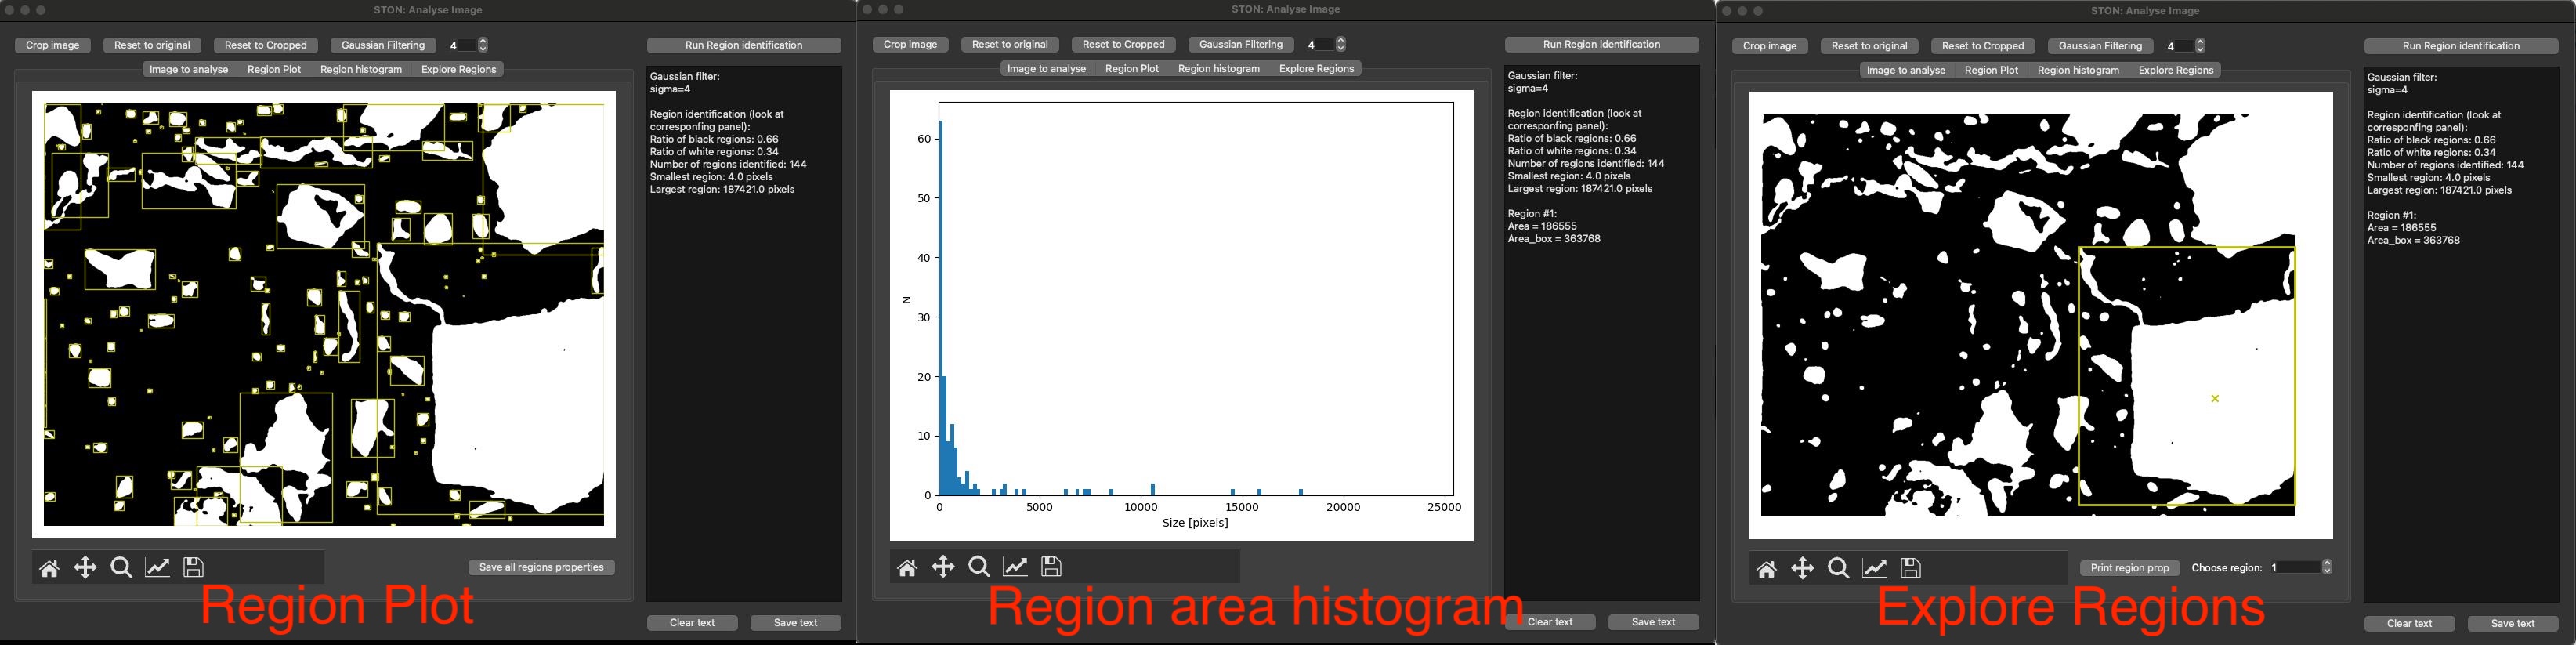 STON: Analyse Image
Crop image Reset to original Reset to Cropped Gaussian Filtering 4 Run Region identification
Image to analyse Region Plot Region histogram Explore Regions
Gaussian filter:
sigma=4
Region identification (look at
corresponfing panel):
Ratio of black regions: 0.66
Ratio of white regions: 0.34
Number of regions identified: 144
Smallest region: 4.0 pixels
Largest region: 187421.0 pixels
Save all regions properties
Region Plot
Clear text Save text
STON: Analyse Image
Crop image Reset to original Reset to Cropped Gaussian Filtering 4 Run Region identification
Image to analyse Region Plot Region histogram Explore Regions
60
50
40
30
20
10
0
N
0 5000 10000 15000 20000 25000
Size [pixels]
Gaussian filter:
sigma=4
Region identification (look at
corresponfing panel):
Ratio of black regions: 0.66
Ratio of white regions: 0.34
Number of regions identified: 144
Smallest region: 4.0 pixels
Largest region: 187421.0 pixels
Region #1:
Area = 186555
Area_box = 363768
Region area histogram
Clear text Save text
STON: Analyse Image
Crop image Reset to original Reset to Cropped Gaussian Filtering 4 Run Region identification
Image to analyse Region Plot Region histogram Explore Regions
Gaussian filter:
sigma=4
Region identification (look at
corresponfing panel):
Ratio of black regions: 0.66
Ratio of white regions: 0.34
Number of regions identified: 144
Smallest region: 4.0 pixels
Largest region: 187421.0 pixels
Region #1:
Area = 186555
Area_box = 363768
Print region prop Choose region: 1
Explore Regions
Clear text Save text